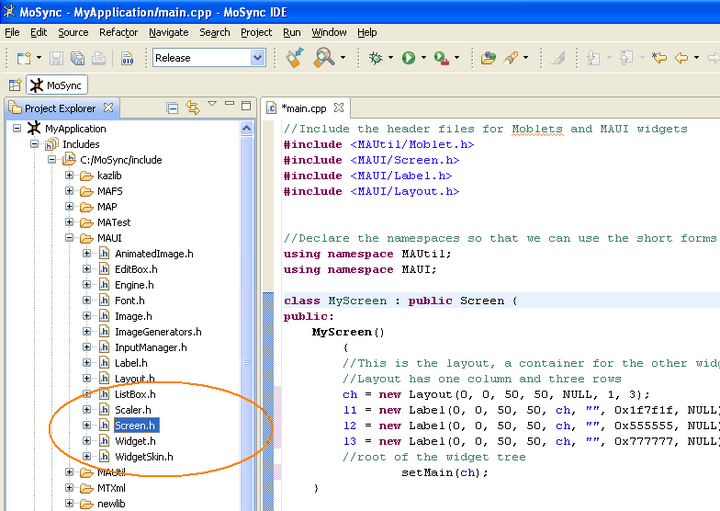 MoSync - MyApplication/main.cpp - MoSync IDE
File Edit Source Refactor Navigate Search Project Run Window Help
Release
MoSync
Project Explorer
MyApplication
Includes
C:/MoSync/include
kazlib
MAFS
MAP
MATest
MAUI
AnimatedImage.h
EditBox.h
Engine.h
Font.h
Image.h
ImageGenerators.h
InputManager.h
Label.h
Layout.h
ListBox.h
Scaler.h
Screen.h
Widget.h
WidgetSkin.h
MAUtil
MTXml
newlib
*main.cpp
//Include the header files for Moblets and MAUI widgets
#include <MAUtil/Moblet.h>
#include <MAUI/Screen.h>
#include <MAUI/Label.h>
#include <MAUI/Layout.h>
//Declare the namespaces so that we can use the short forms
using namespace MAUtil;
using namespace MAUI;
class MyScreen : public Screen {
public:
MyScreen()
{
//This is the layout, a container for the other widg
//Layout has one column and three rows
ch = new Layout(0, 0, 50, 50, NULL, 1, 3);
l1 = new Label(0, 0, 50, 50, ch, "", 0x1f7f1f, NULL)
l2 = new Label(0, 0, 50, 50, ch, "", 0x555555, NULL)
l3 = new Label(0, 0, 50, 50, ch, "", 0x777777, NULL)
//root of the widget tree
setMain(ch);
}